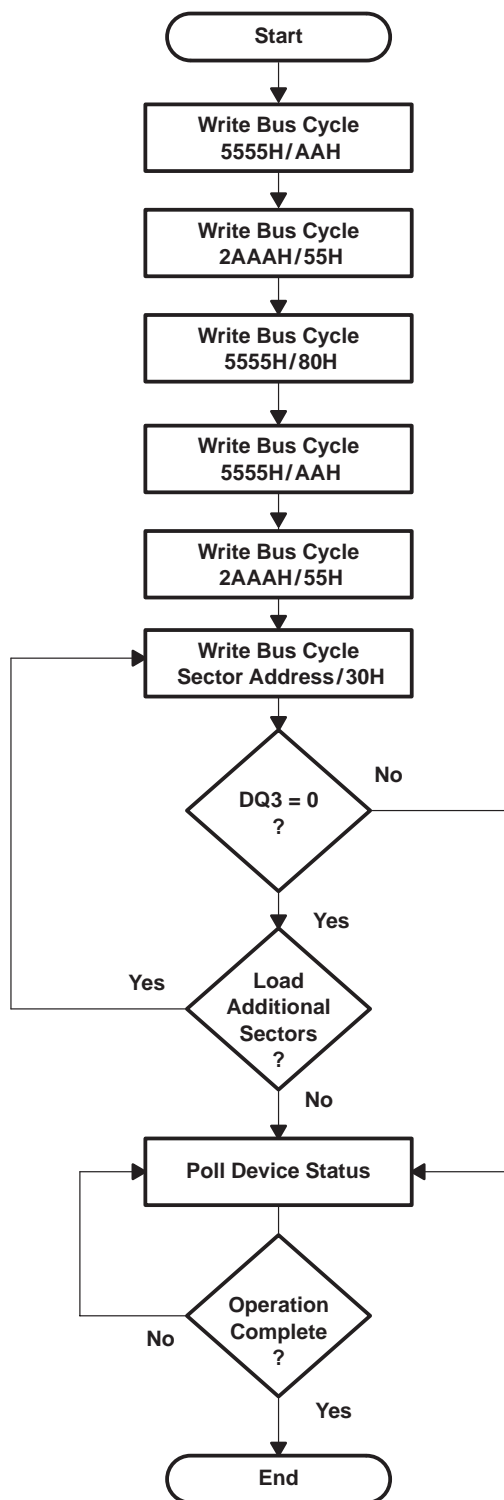 Start
Write Bus Cycle
5555H/AAH
Write Bus Cycle
2AAAH/55H
Write Bus Cycle
5555H/80H
Write Bus Cycle
5555H/AAH
Write Bus Cycle
2AAAH/55H
Write Bus Cycle
Sector Address/30H
No
DQ3 = 0
?
Yes
Yes
Load
Additional
Sectors
?
No
Poll Device Status
Operation
Complete
?
No
Yes
End